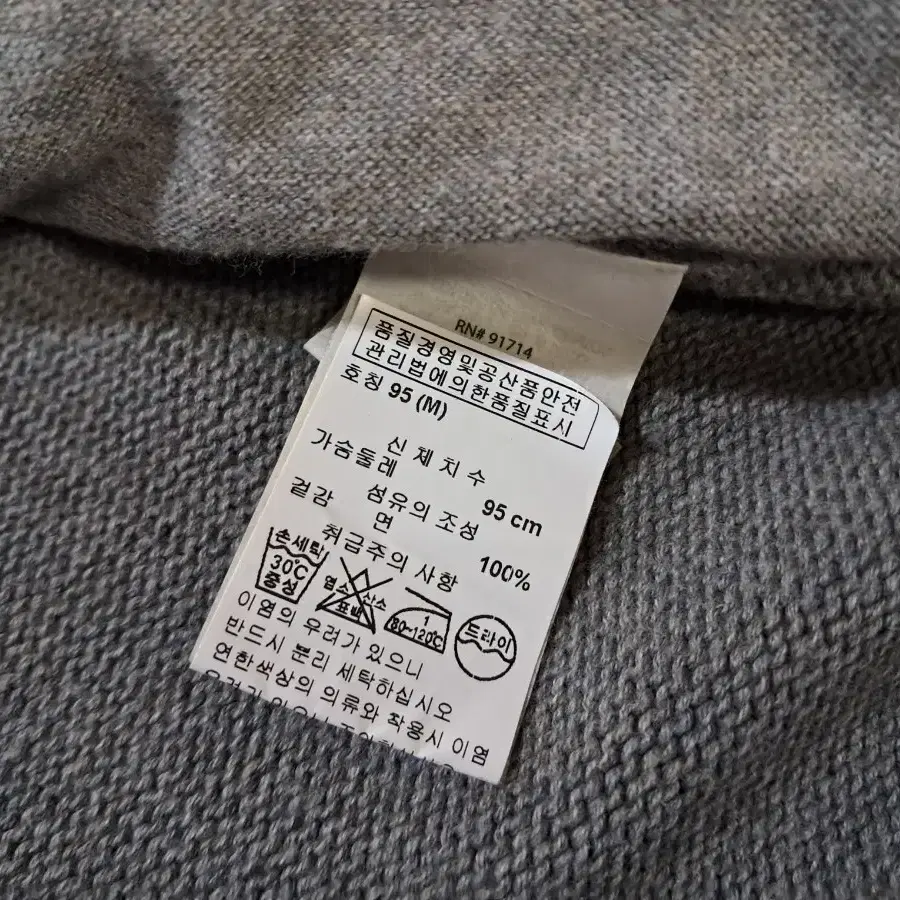 RN# 91714
품질경영및공산품안전
관리법에의한품질표시
호칭 95 (M)
신체치수
가슴둘레 95 cm
섬유의 조성
겉감 면 100%
취급주의 사항
손세탁
30℃
중성
염소 산소
표백
1
80~120℃
드라이
이염의 우려가 있으니
반드시 분리 세탁하십시오
연한색상의 의류와 착용시 이염